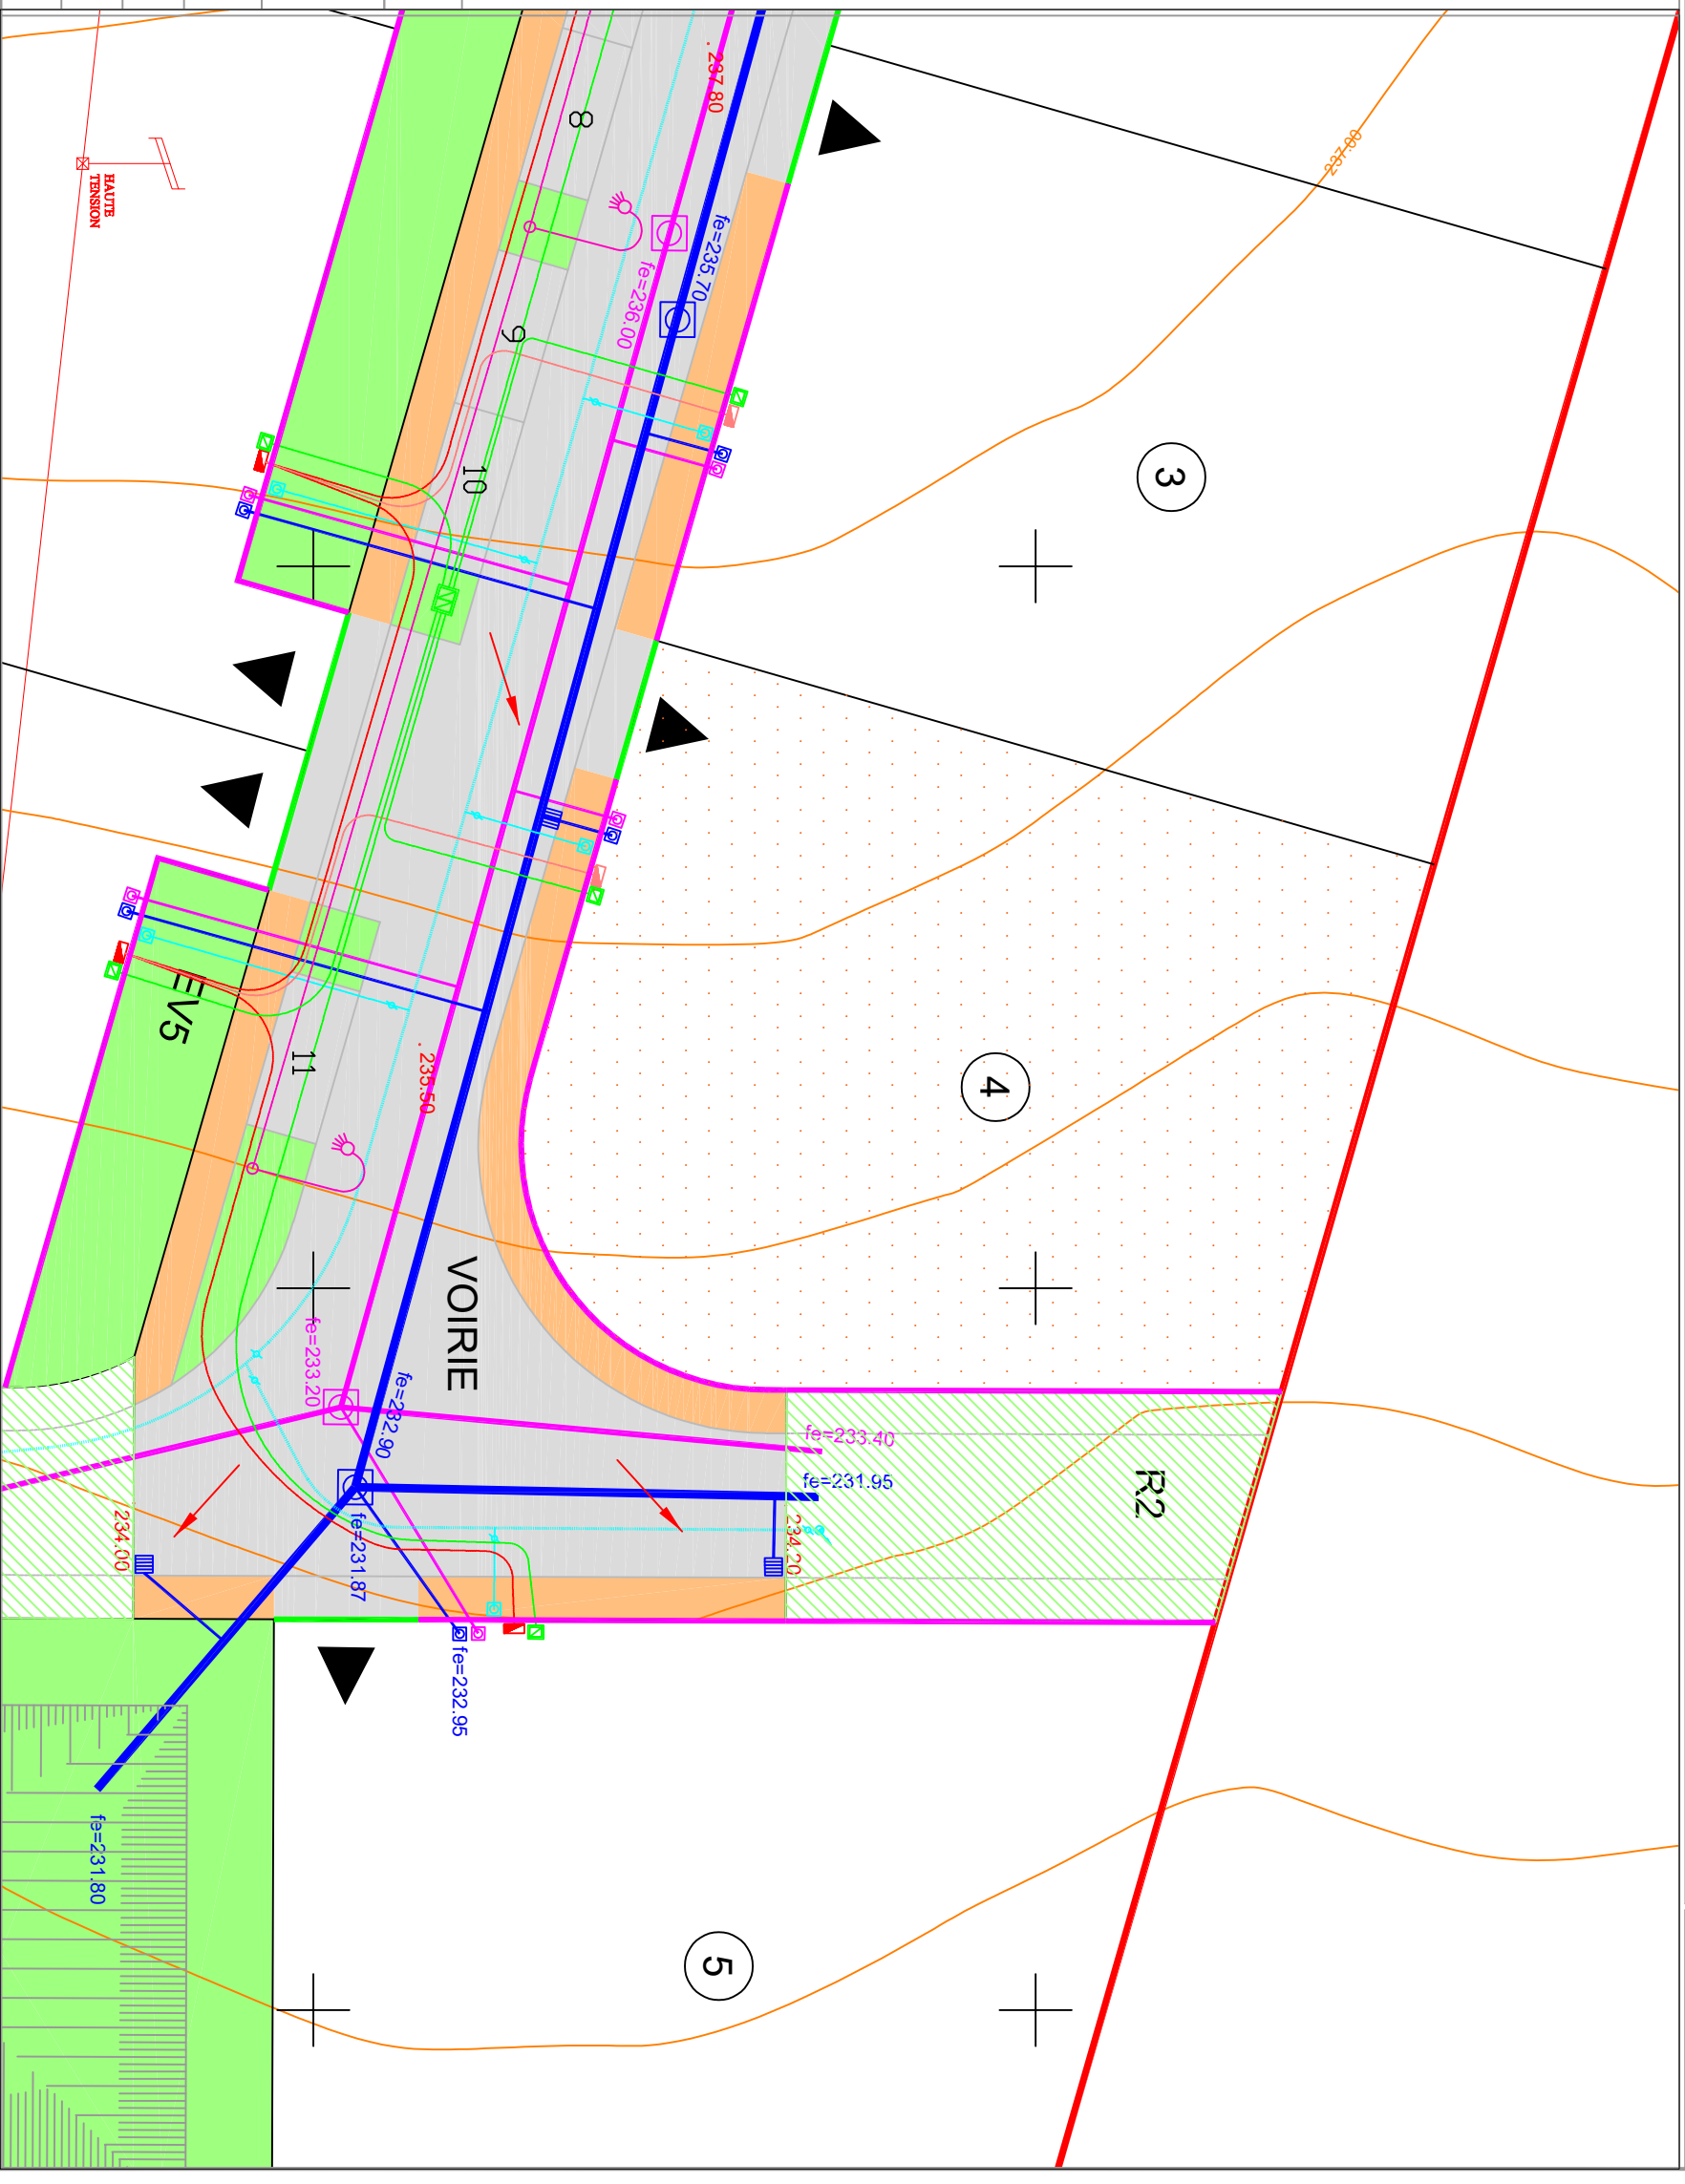 . 237.80
8
HAUTE
TENSION
237.00
fe=235.70
fe=236.00
9
10
3
4
EV5
11
. 235.50
VOIRIE
fe=233.20
fe=232.90
fe=233.40
fe=231.95
R2
234.00
234.20
fe=231.87
fe=232.95
fe=231.80
5